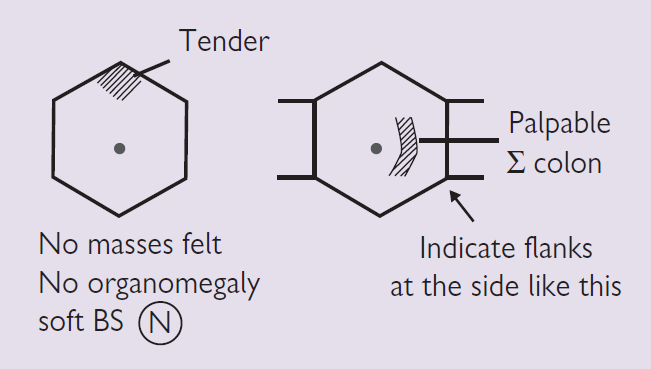 Tender
Palpable
Σ colon
No masses felt
No organomegaly
soft BS N
Indicate flanks
at the side like this